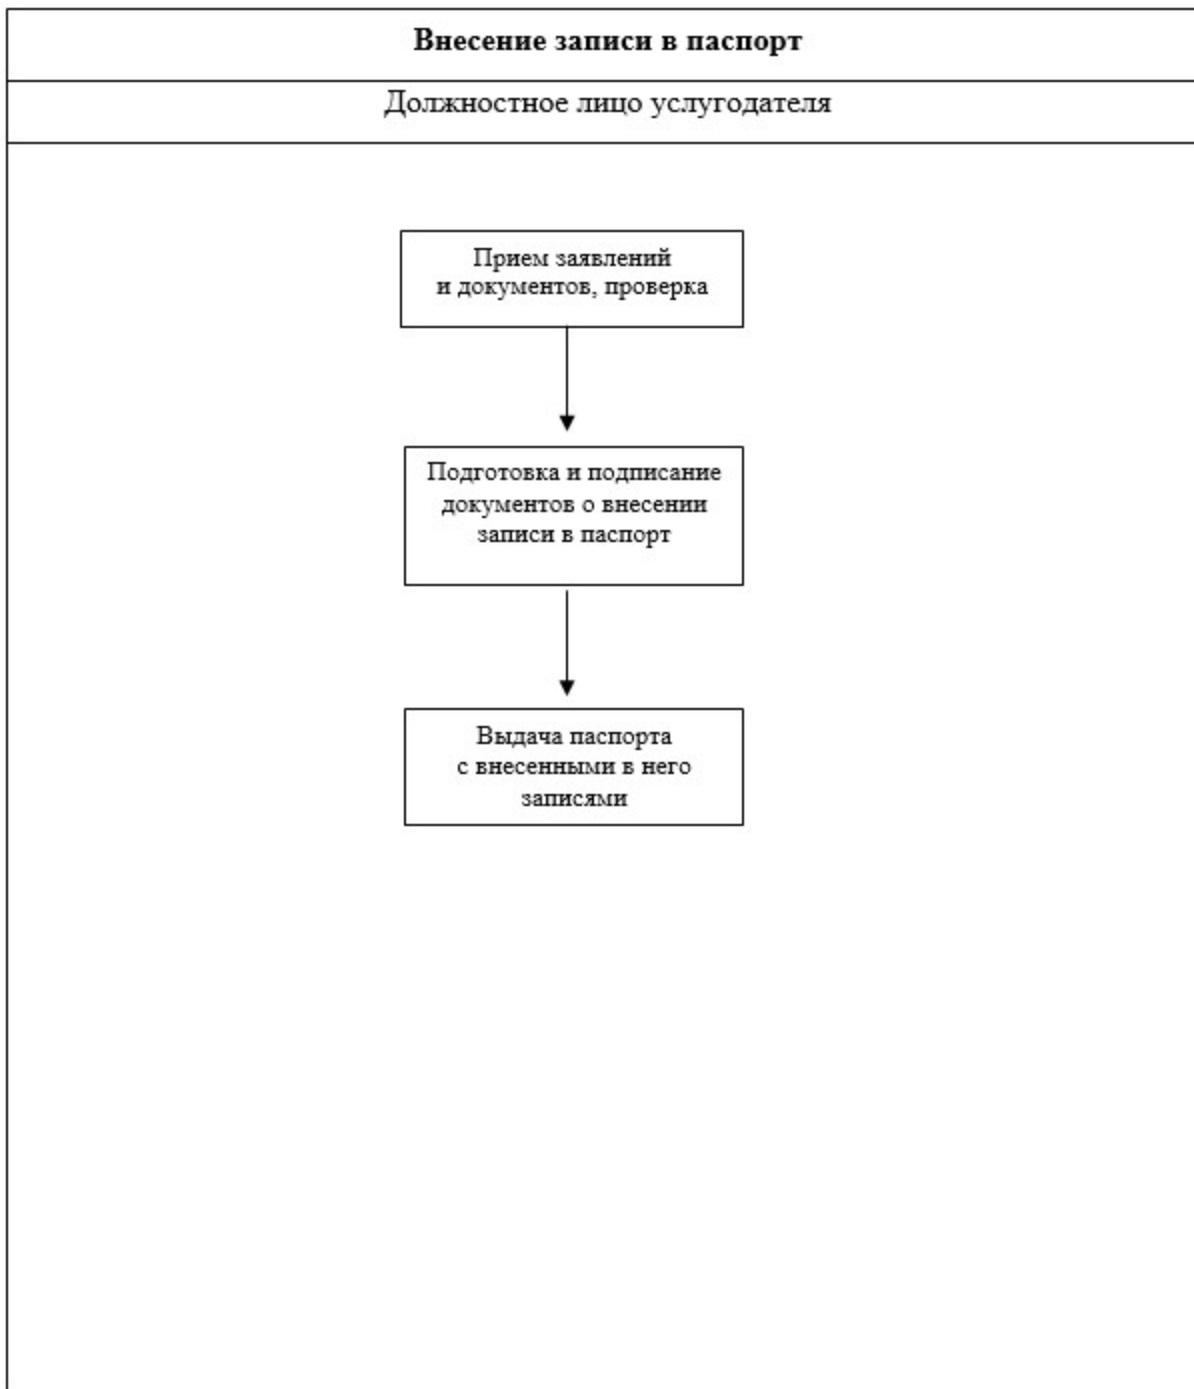 Внесение записи в паспорт
Должностное лицо услугодателя
Прием заявлений
и документов, проверка
Подготовка и подписание
документов о внесении
записи в паспорт
Выдача паспорта
с внесенными в него
записями